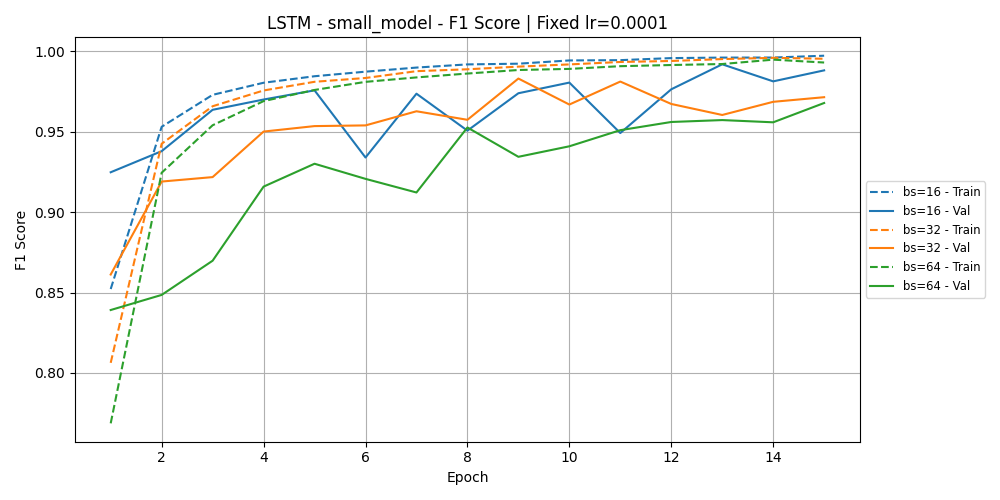 LSTM - small_model - F1 Score | Fixed lr=0.0001
F1 Score
1.00
0.95
0.90
0.85
0.80
2 4 6 8 10 12 14
Epoch
bs=16 - Train
bs=16 - Val
bs=32 - Train
bs=32 - Val
bs=64 - Train
bs=64 - Val